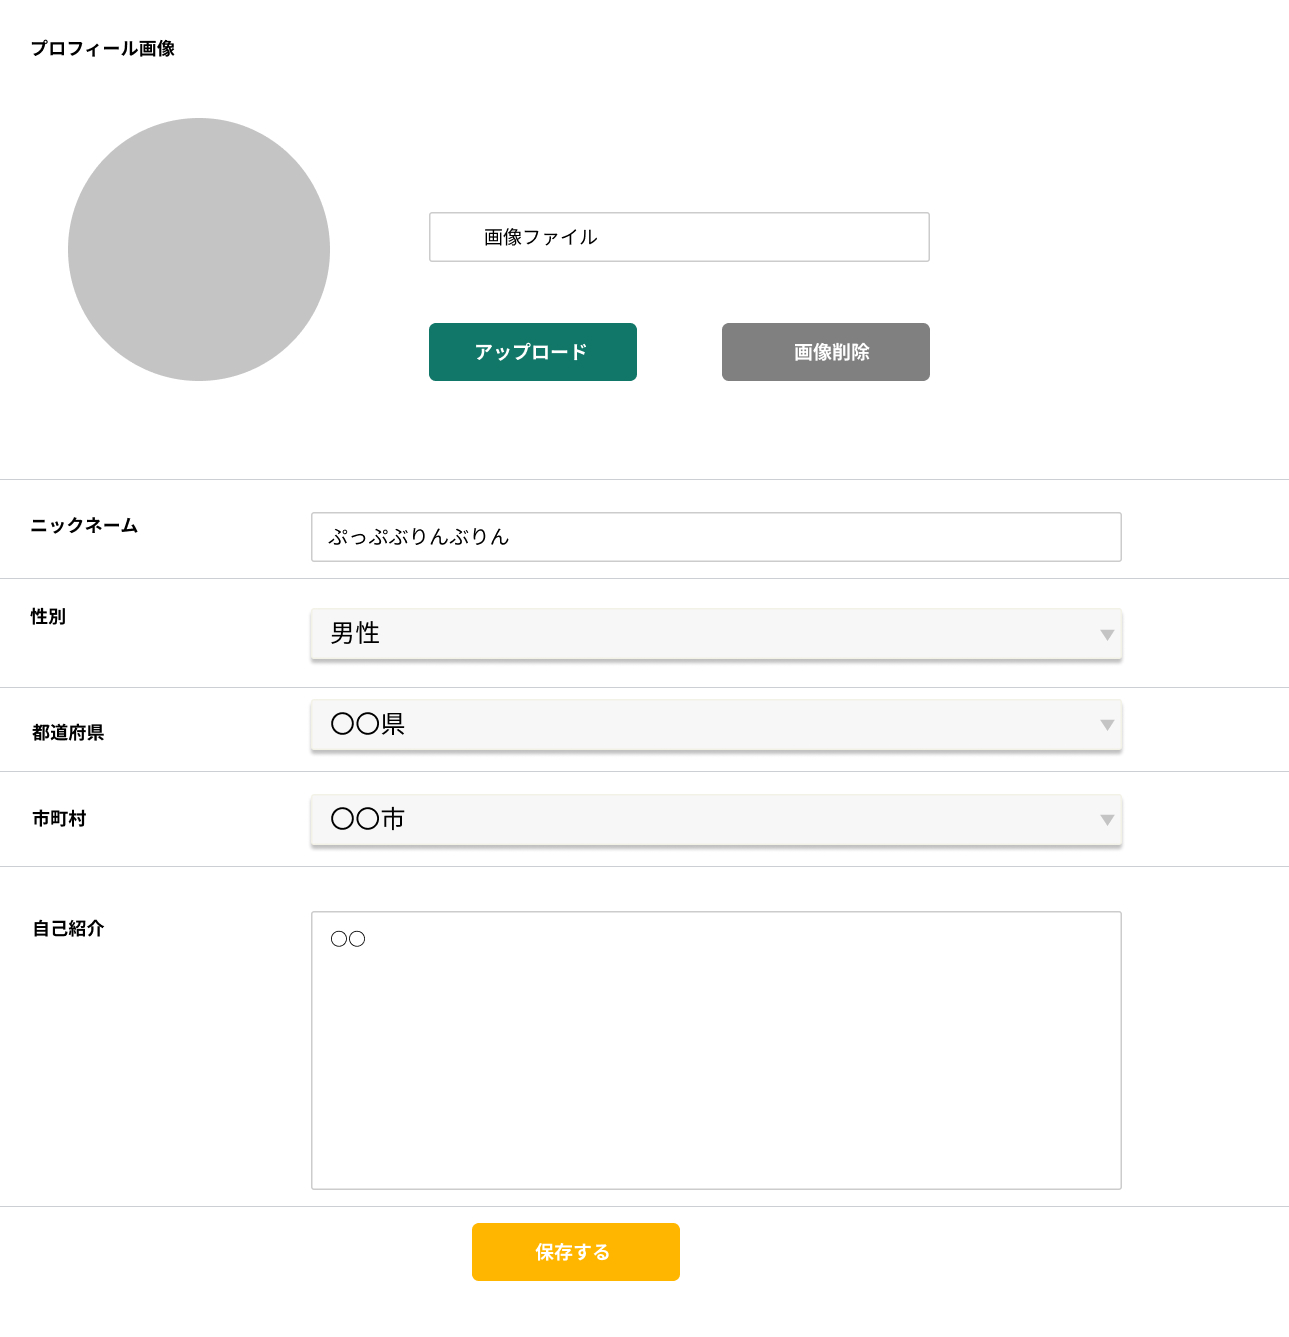 プロフィール画像
画像ファイル
アップロード
画像削除
ニックネーム
ぷっぷぶりんぶりん
性別
男性
都道府県
〇〇県
市町村
〇〇市
自己紹介
○○
保存する